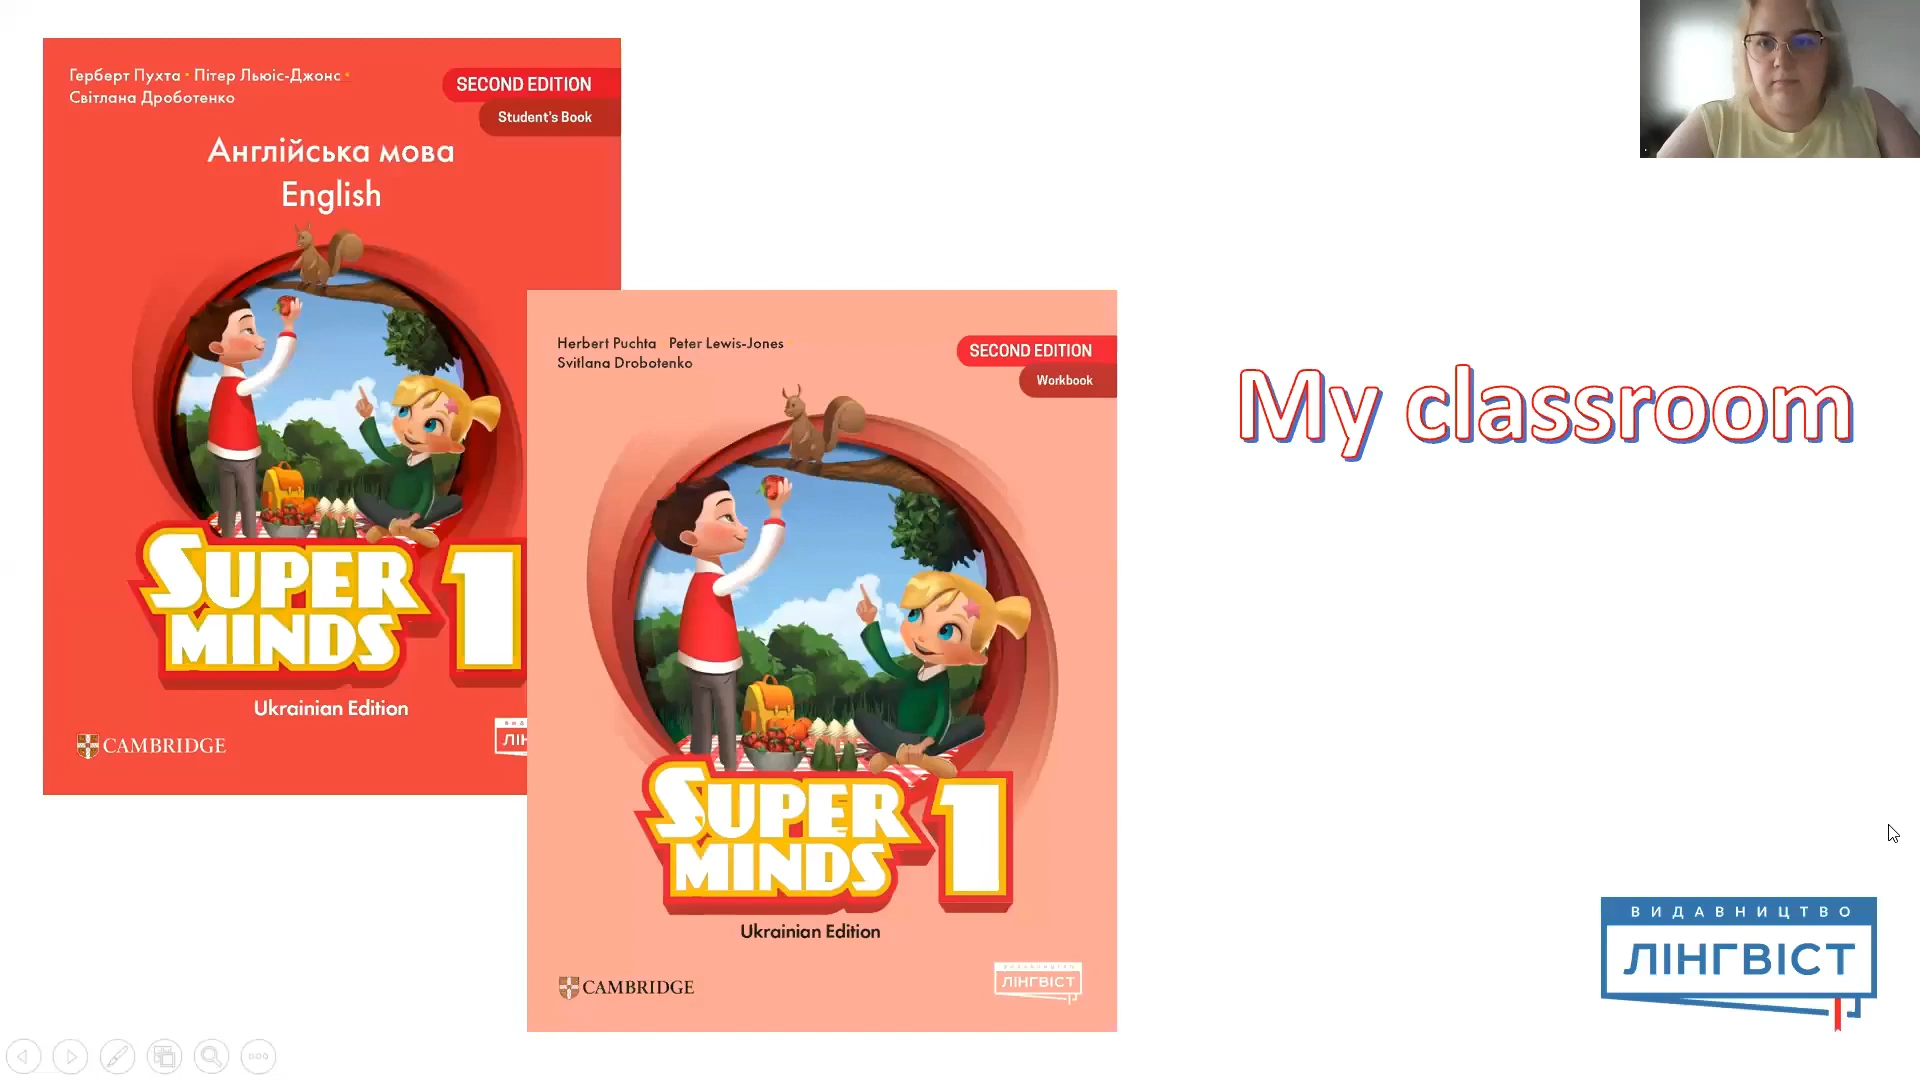 Герберт Пухта · Пітер Льюіс-Джонс ·
Світлана Дроботенко
SECOND EDITION
Student's Book
Англійська мова
English
SUPER
MINDS 1
Ukrainian Edition
CAMBRIDGE
Herbert Puchta Peter Lewis-Jones
Svitlana Drobotenko
SECOND EDITION
Workbook
SUPER
MINDS 1
Ukrainian Edition
CAMBRIDGE
ВИДАВНИЦТВО
ЛІНГВІСТ
My classroom
ВИДАВНИЦТВО
ЛІНГВІСТ